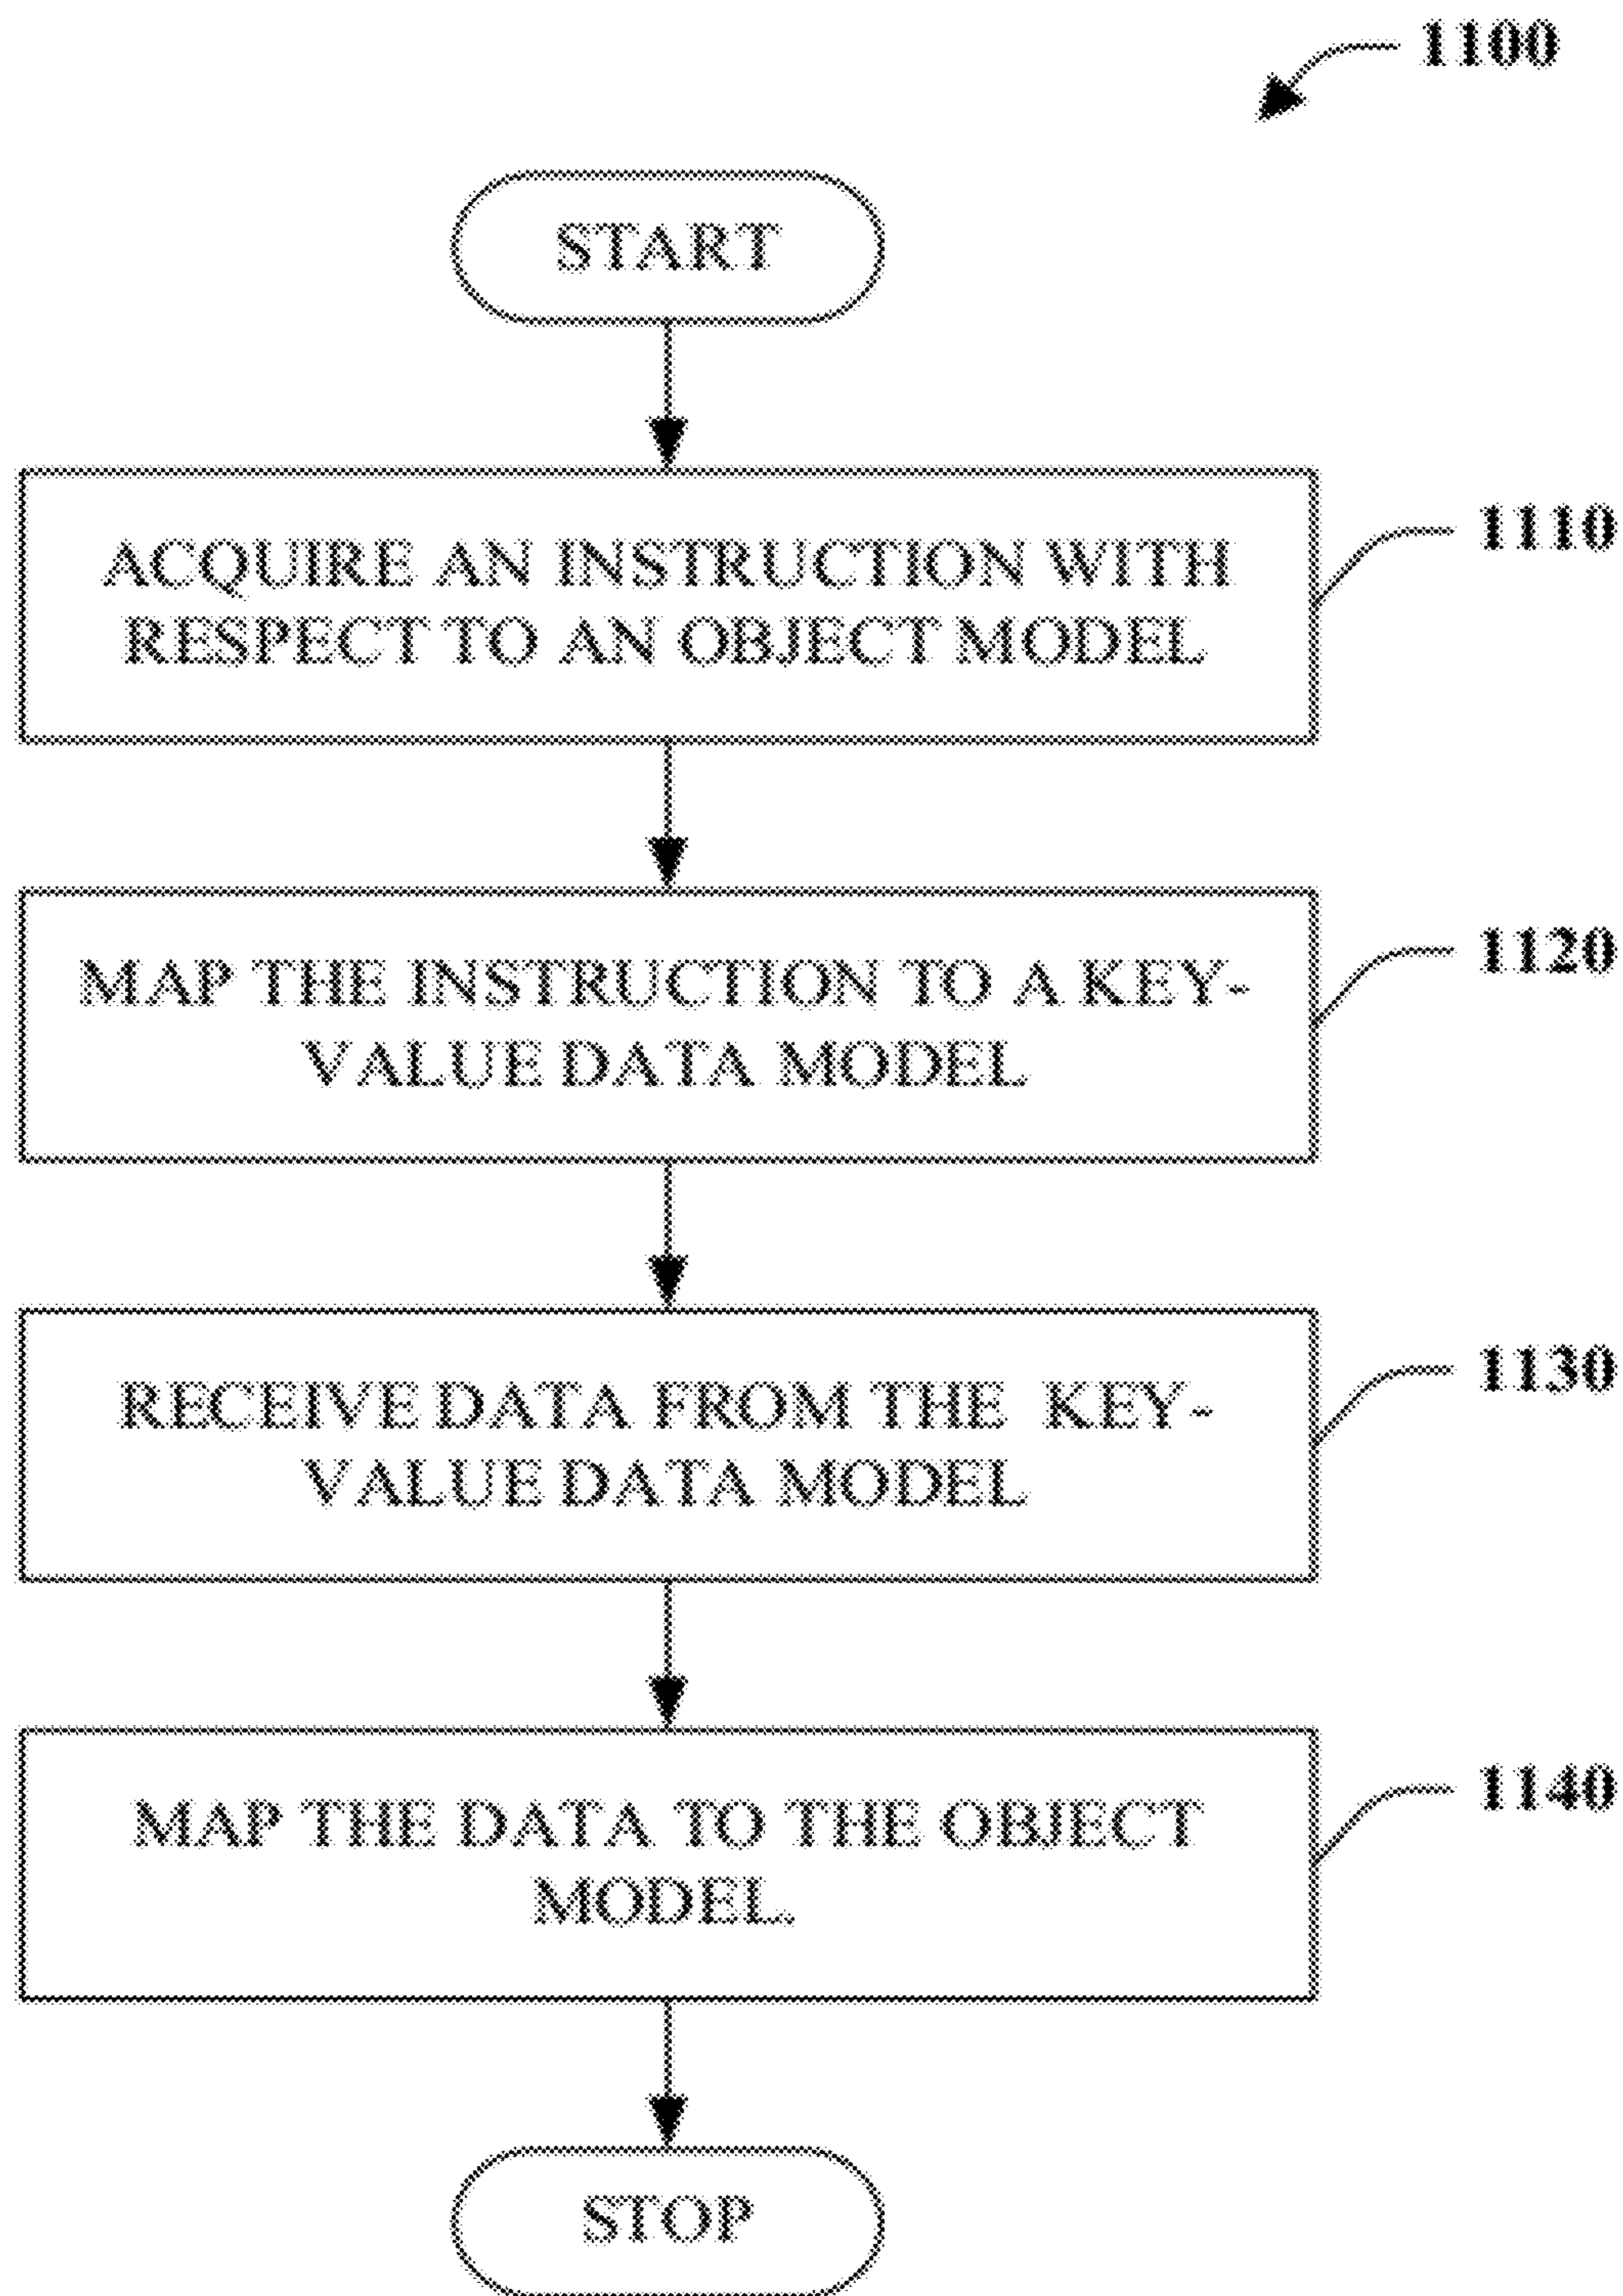 1100
START
ACQUIRE AN INSTRUCTION WITH
RESPECT TO AN OBJECT MODEL
1110
MAP THE INSTRUCTION TO A KEY-
VALUE DATA MODEL
1120
RECEIVE DATA FROM THE KEY-
VALUE DATA MODEL
1130
MAP THE DATA TO THE OBJECT
MODEL.
1140
STOP